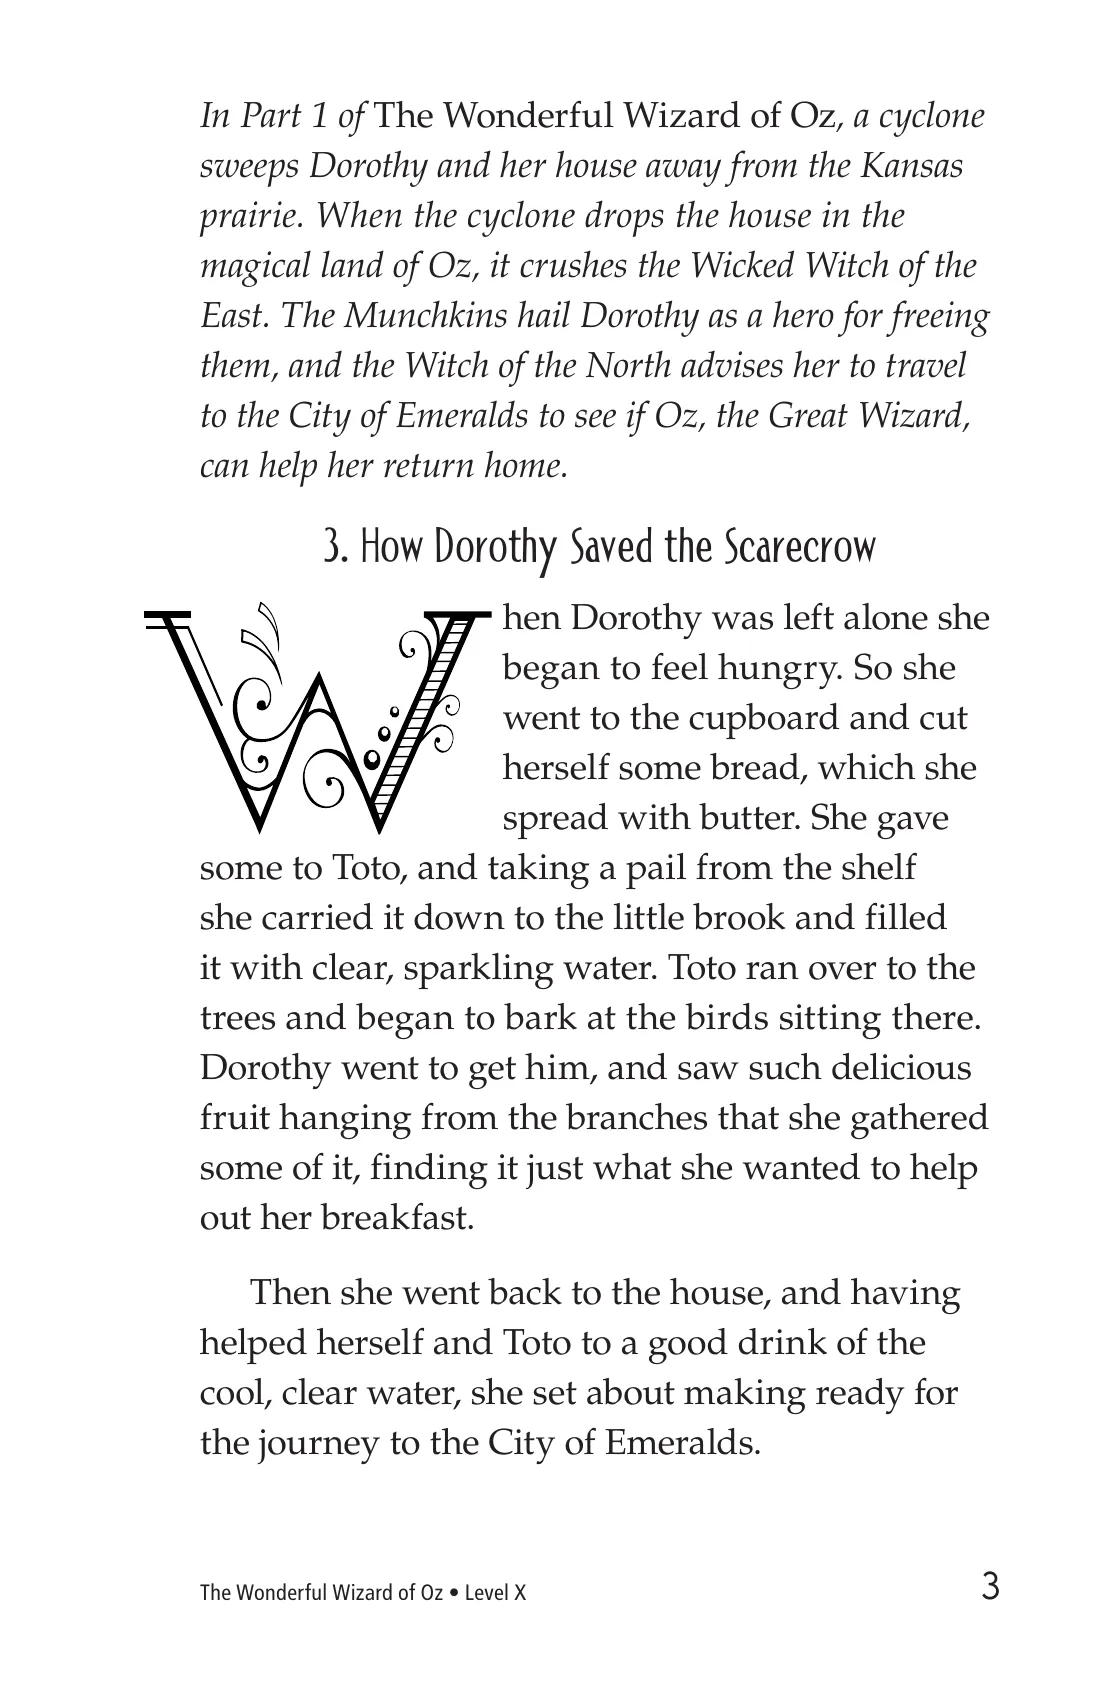 In Part 1 of The Wonderful Wizard of Oz, a cyclone
sweeps Dorothy and her house away from the Kansas
prairie. When the cyclone drops the house in the
magical land of Oz, it crushes the Wicked Witch of the
East. The Munchkins hail Dorothy as a hero for freeing
them, and the Witch of the North advises her to travel
to the City of Emeralds to see if Oz, the Great Wizard,
can help her return home.
3. How Dorothy Saved the Scarecrow
When Dorothy was left alone she
began to feel hungry. So she
went to the cupboard and cut
herself some bread, which she
spread with butter. She gave
some to Toto, and taking a pail from the shelf
she carried it down to the little brook and filled
it with clear, sparkling water. Toto ran over to the
trees and began to bark at the birds sitting there.
Dorothy went to get him, and saw such delicious
fruit hanging from the branches that she gathered
some of it, finding it just what she wanted to help
out her breakfast.
Then she went back to the house, and having
helped herself and Toto to a good drink of the
cool, clear water, she set about making ready for
the journey to the City of Emeralds.
The Wonderful Wizard of Oz • Level X 3